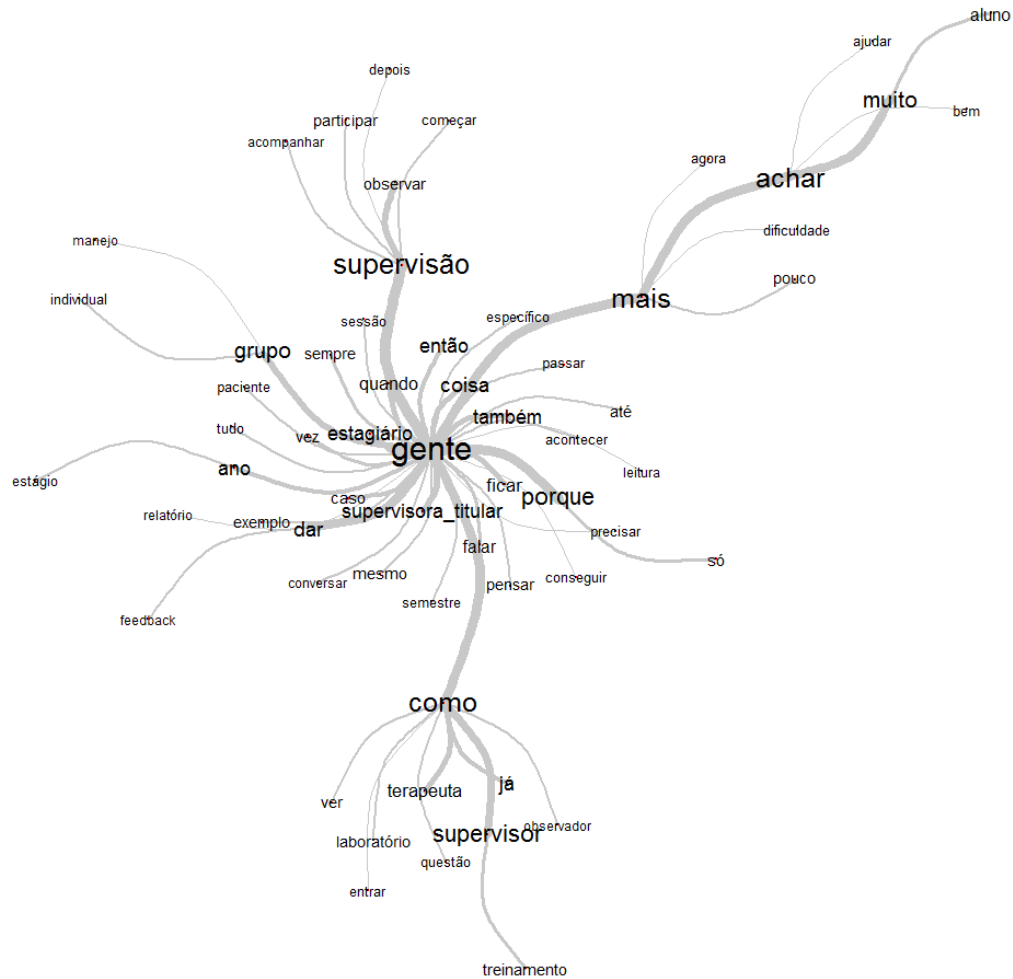 aluno
ajudar
depois
muito
bem
participar
começar
acompanhar
agora
achar
observar
dificuldade
manejo
supervisão
pouco
individual
mais
sessão
específico
grupo
sempre
então
passar
paciente
quando
coisa
até
tudo
vez
estagiário
também
acontecer
gente
leitura
ano
estágio
caso
ficar
porque
relatório
exemplo
dar
supervisora_titular
precisar
falar
só
conversar
mesmo
pensar
conseguir
semestre
feedback
como
terapeuta
já
ver
observador
laboratório
supervisor
questão
entrar
treinamento